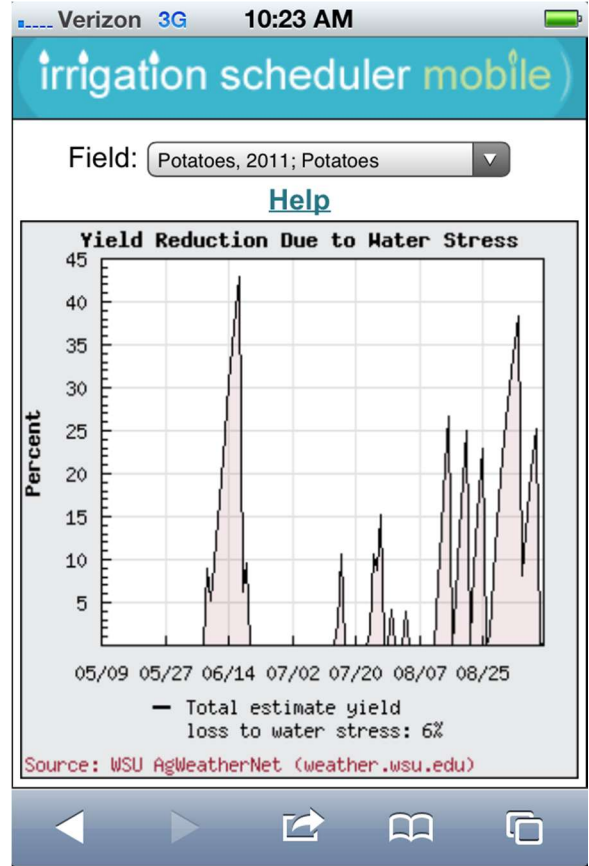 Verizon 3G 10:23 AM
irrigation scheduler mobile
Field: Potatoes, 2011; Potatoes
Help
Yield Reduction Due to Water Stress
45
40
35
30
25
20
15
10
5
Percent
05/09 05/27 06/14 07/02 07/20 08/07 08/25
Total estimate yield
loss to water stress: 6%
Source: WSU AgWeatherNet (weather.wsu.edu)